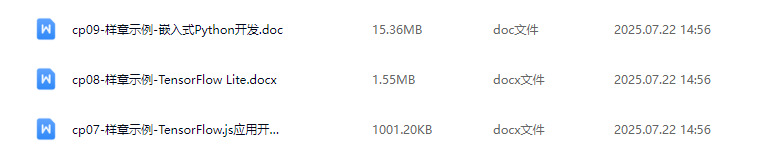 cp09-样章示例-嵌入式Python开发.doc 15.36MB doc文件 2025.07.22 14:56
cp08-样章示例-TensorFlow Lite.docx 1.55MB docx文件 2025.07.22 14:56
cp07-样章示例-TensorFlow.js应用开... 1001.20KB docx文件 2025.07.22 14:56